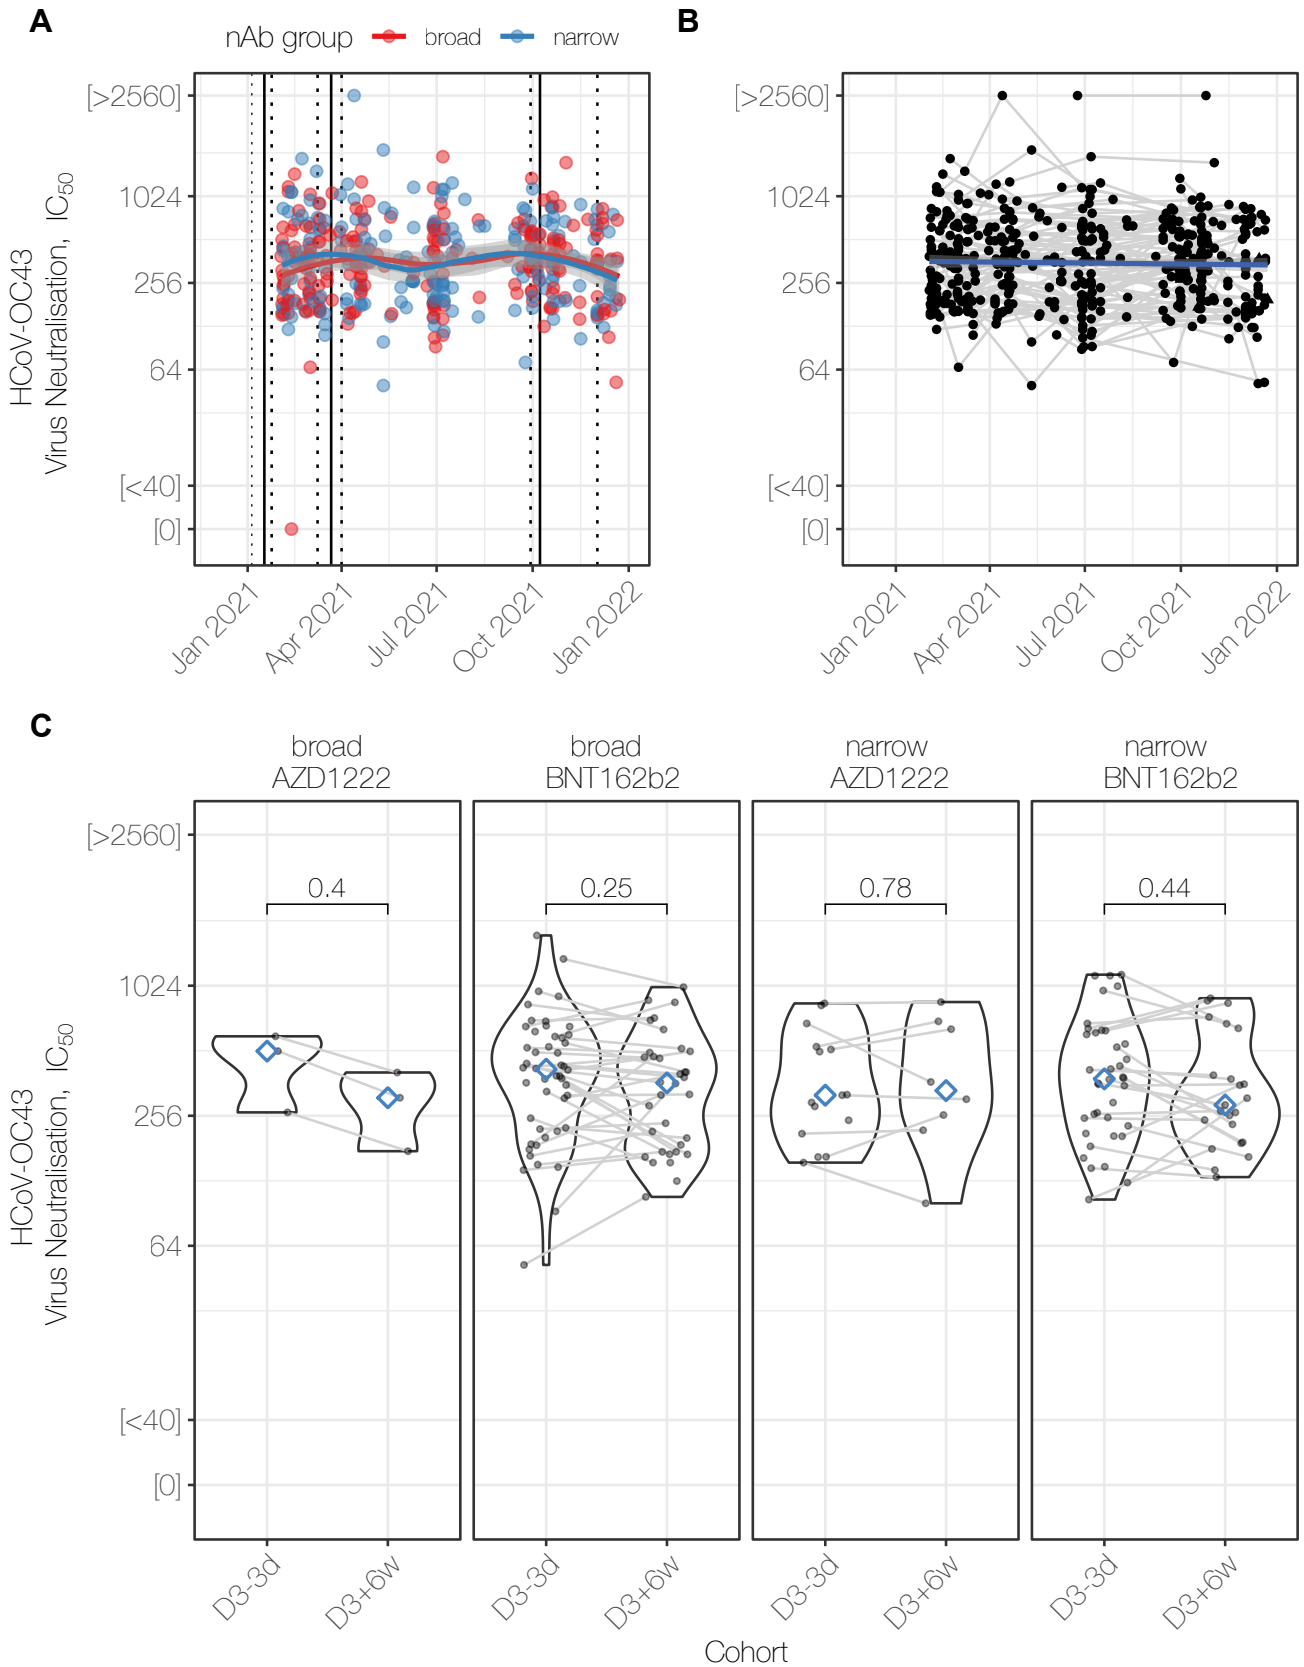 A
B
nAb group broad narrow
[>2560]
1024
256
64
[<40]
[0]
HCoV-OC43
Virus Neutralisation, IC50
Jan 2021
Apr 2021
Jul 2021
Oct 2021
Jan 2022
[>2560]
1024
256
64
[<40]
[0]
Jan 2021
Apr 2021
Jul 2021
Oct 2021
Jan 2022
C
broad
AZD1222
broad
BNT162b2
narrow
AZD1222
narrow
BNT162b2
[>2560]
1024
256
64
[<40]
[0]
HCoV-OC43
Virus Neutralisation, IC50
0.4
0.25
0.78
0.44
D3-3d
D3+6w
D3-3d
D3+6w
D3-3d
D3+6w
D3-3d
D3+6w
Cohort